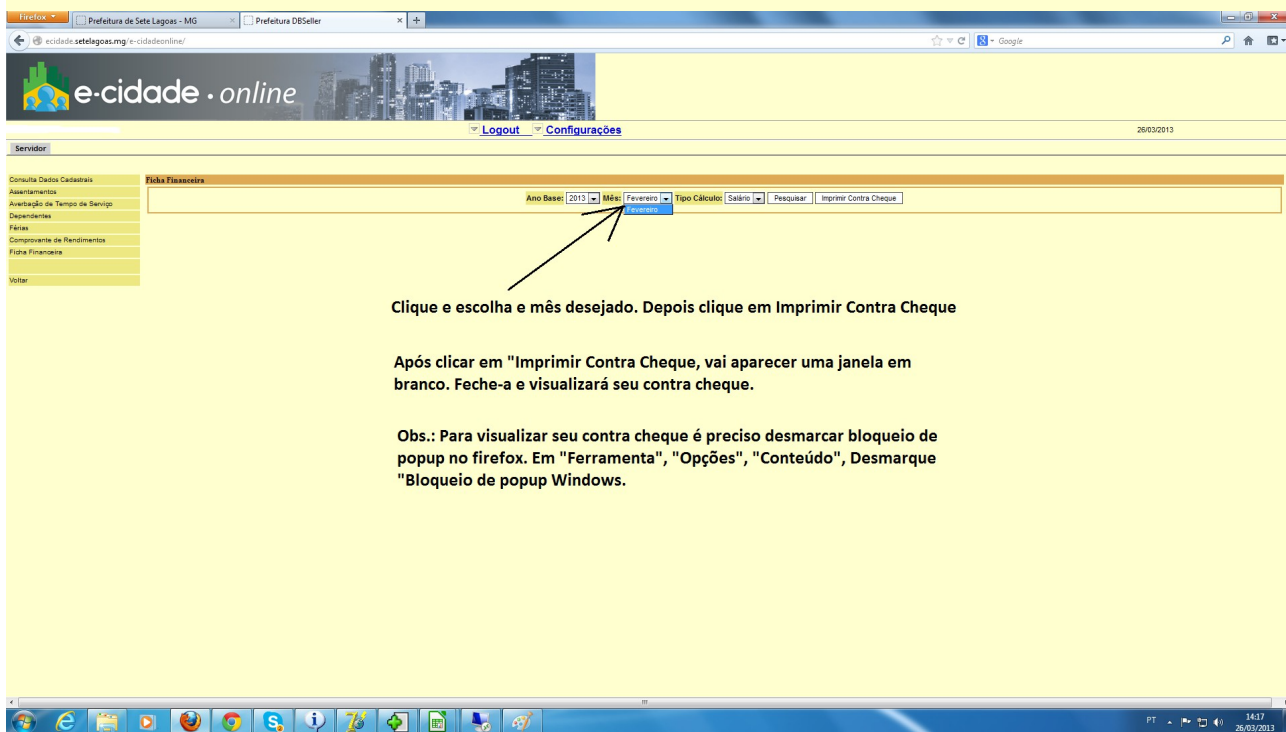 Firefox
Prefeitura de Sete Lagoas - MG
Prefeitura DBSeller
ecidade.setelagoas.mg/e-cidadeonline/
Google
e-cidade • online
Logout Configurações
26/03/2013
Servidor
Consulta Dados Cadastrais
Assentamentos
Averbação de Tempo de Serviço
Dependentes
Férias
Comprovante de Rendimentos
Ficha Financeira
Voltar
Ficha Financeira
Ano Base: 2013 Mês: Fevereiro Tipo Cálculo: Salário Pesquisar Imprimir Contra Cheque
Fevereiro
Clique e escolha e mês desejado. Depois clique em Imprimir Contra Cheque
Após clicar em "Imprimir Contra Cheque, vai aparecer uma janela em
branco. Feche-a e visualizará seu contra cheque.
Obs.: Para visualizar seu contra cheque é preciso desmarcar bloqueio de
popup no firefox. Em "Ferramenta", "Opções", "Conteúdo", Desmarque
"Bloqueio de popup Windows.
PT
14:17
26/03/2013